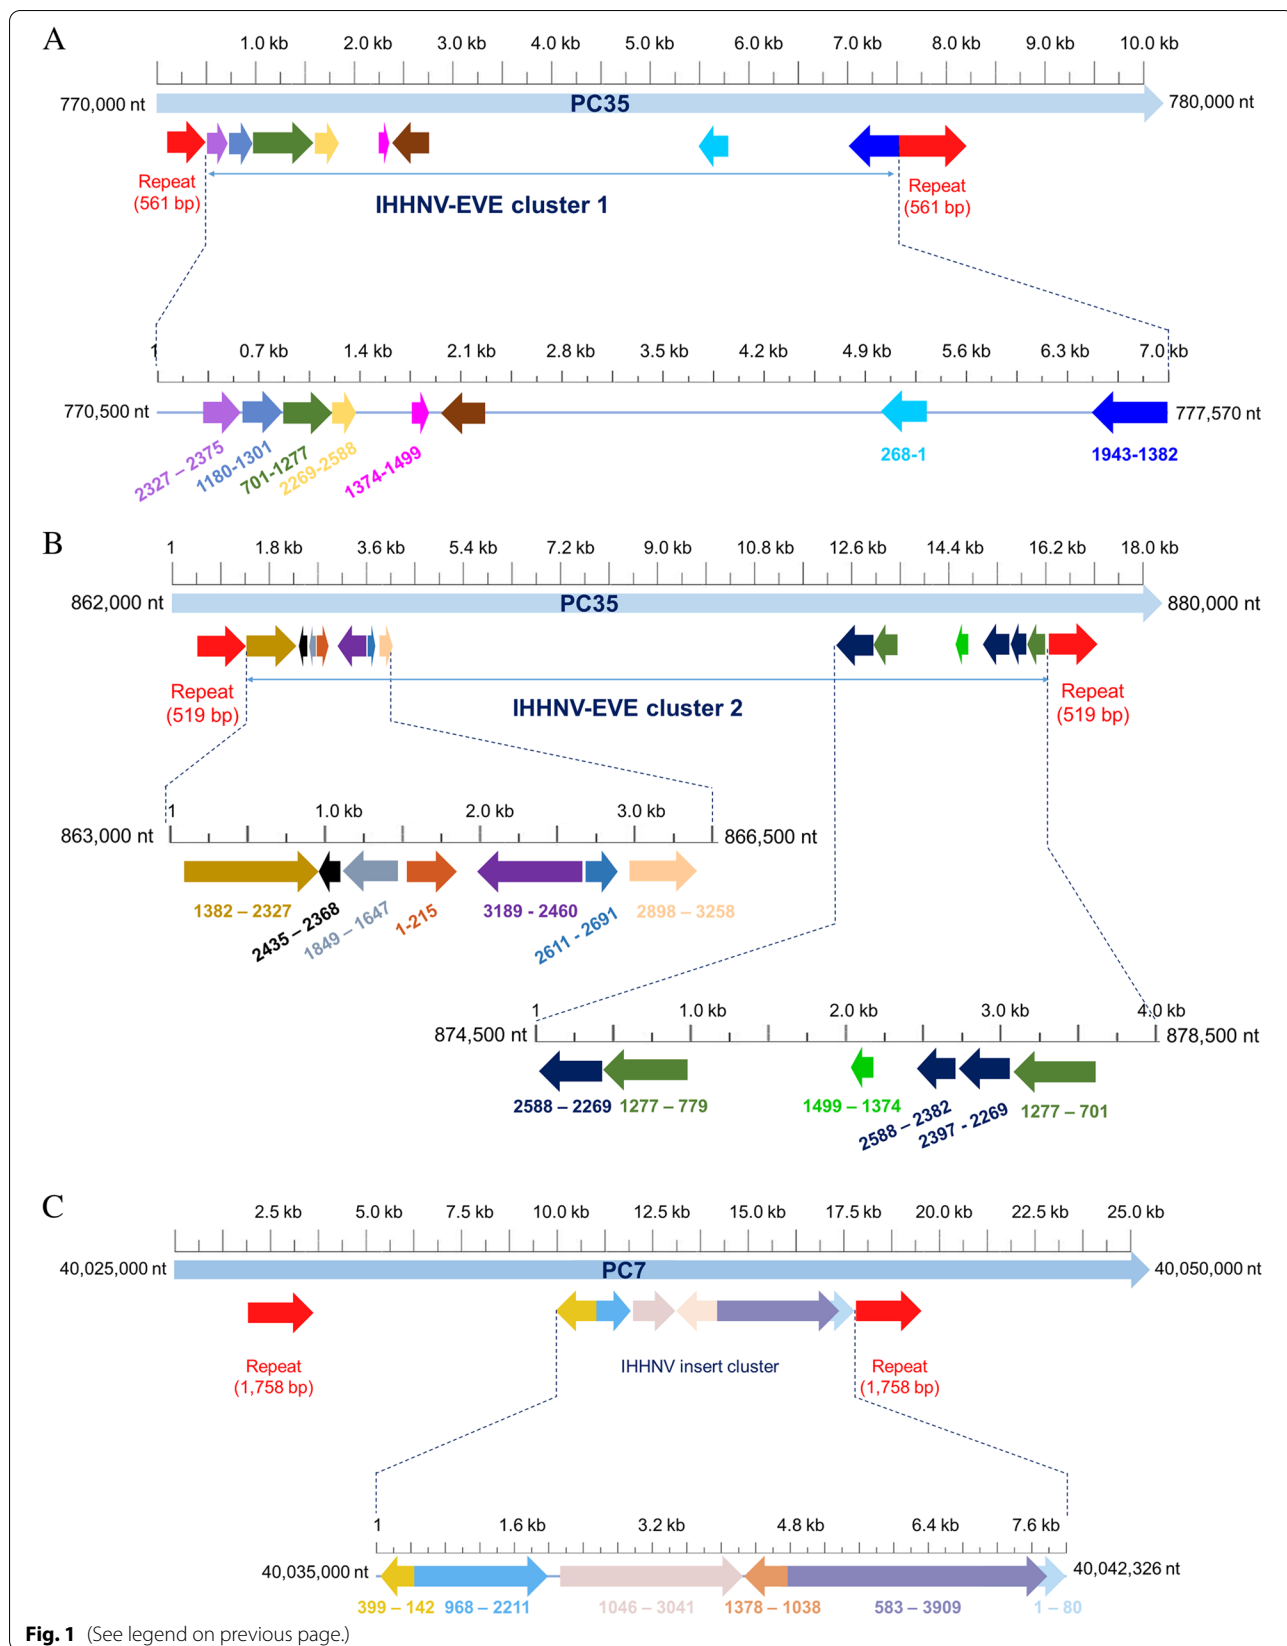 A
1.0 kb 2.0 kb 3.0 kb 4.0 kb 5.0 kb 6.0 kb 7.0 kb 8.0 kb 9.0 kb 10.0 kb
770,000 nt PC35 780,000 nt
Repeat
(561 bp)
IHHNV-EVE cluster 1
Repeat
(561 bp)
1 0.7 kb 1.4 kb 2.1 kb 2.8 kb 3.5 kb 4.2 kb 4.9 kb 5.6 kb 6.3 kb 7.0 kb
770,500 nt 777,570 nt
2327 – 2375
1180-1301
701-1277
2269-2588
1374-1499
268-1
1943-1382
B
1 1.8 kb 3.6 kb 5.4 kb 7.2 kb 9.0 kb 10.8 kb 12.6 kb 14.4 kb 16.2 kb 18.0 kb
862,000 nt PC35 880,000 nt
Repeat
(519 bp)
IHHNV-EVE cluster 2
Repeat
(519 bp)
1 1.0 kb 2.0 kb 3.0 kb
863,000 nt 866,500 nt
1382 – 2327
2435 – 2368
1849 – 1647
1-215
3189 - 2460
2611 - 2691
2898 – 3258
1 1.0 kb 2.0 kb 3.0 kb 4.0 kb
874,500 nt 878,500 nt
2588 – 2269
1277 – 779
1499 – 1374
2588 – 2382
2397 - 2269
1277 – 701
C
2.5 kb 5.0 kb 7.5 kb 10.0 kb 12.5 kb 15.0 kb 17.5 kb 20.0 kb 22.5 kb 25.0 kb
40,025,000 nt PC7 40,050,000 nt
Repeat
(1,758 bp)
IHHNV insert cluster
Repeat
(1,758 bp)
1 1.6 kb 3.2 kb 4.8 kb 6.4 kb 7.6 kb
40,035,000 nt 40,042,326 nt
399 – 142 968 – 2211 1046 – 3041 1378 – 1038 583 – 3909 1 – 80
Fig. 1 (See legend on previous page.)